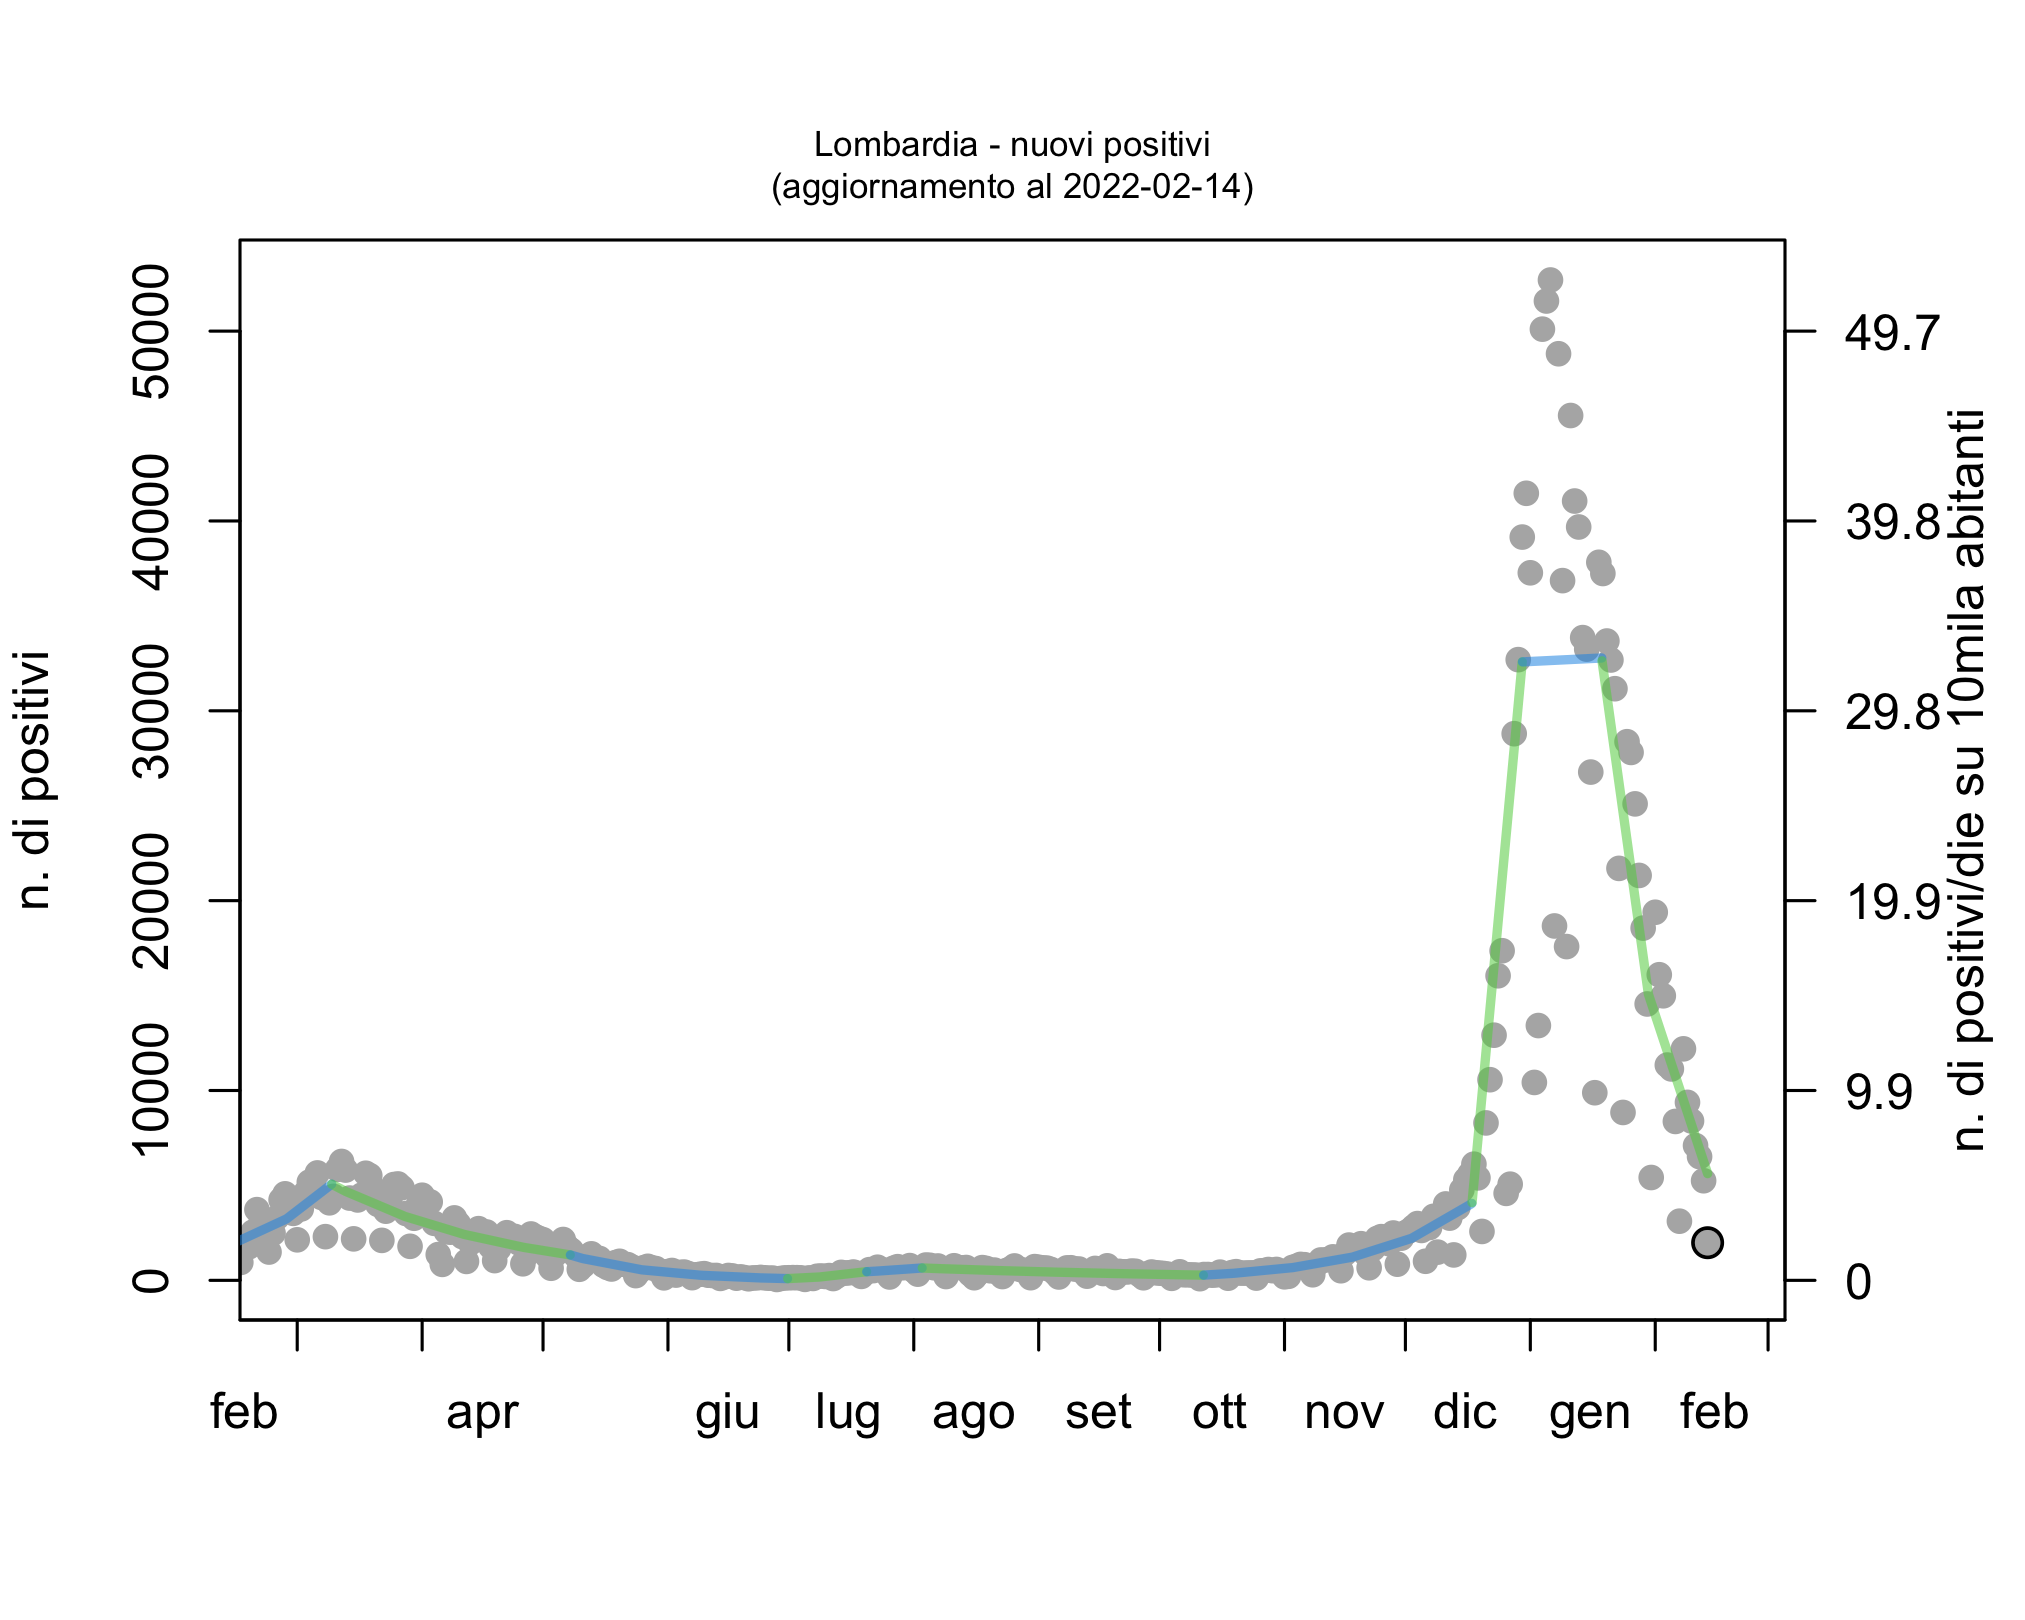 Lombardia - nuovi positivi
(aggiornamento al 2022-02-14)
n. di positivi
50000
40000
30000
20000
10000
0
49.7
39.8
29.8
19.9
9.9
0
n. di positivi/die su 10mila abitanti
feb apr giu lug ago set ott nov dic gen feb